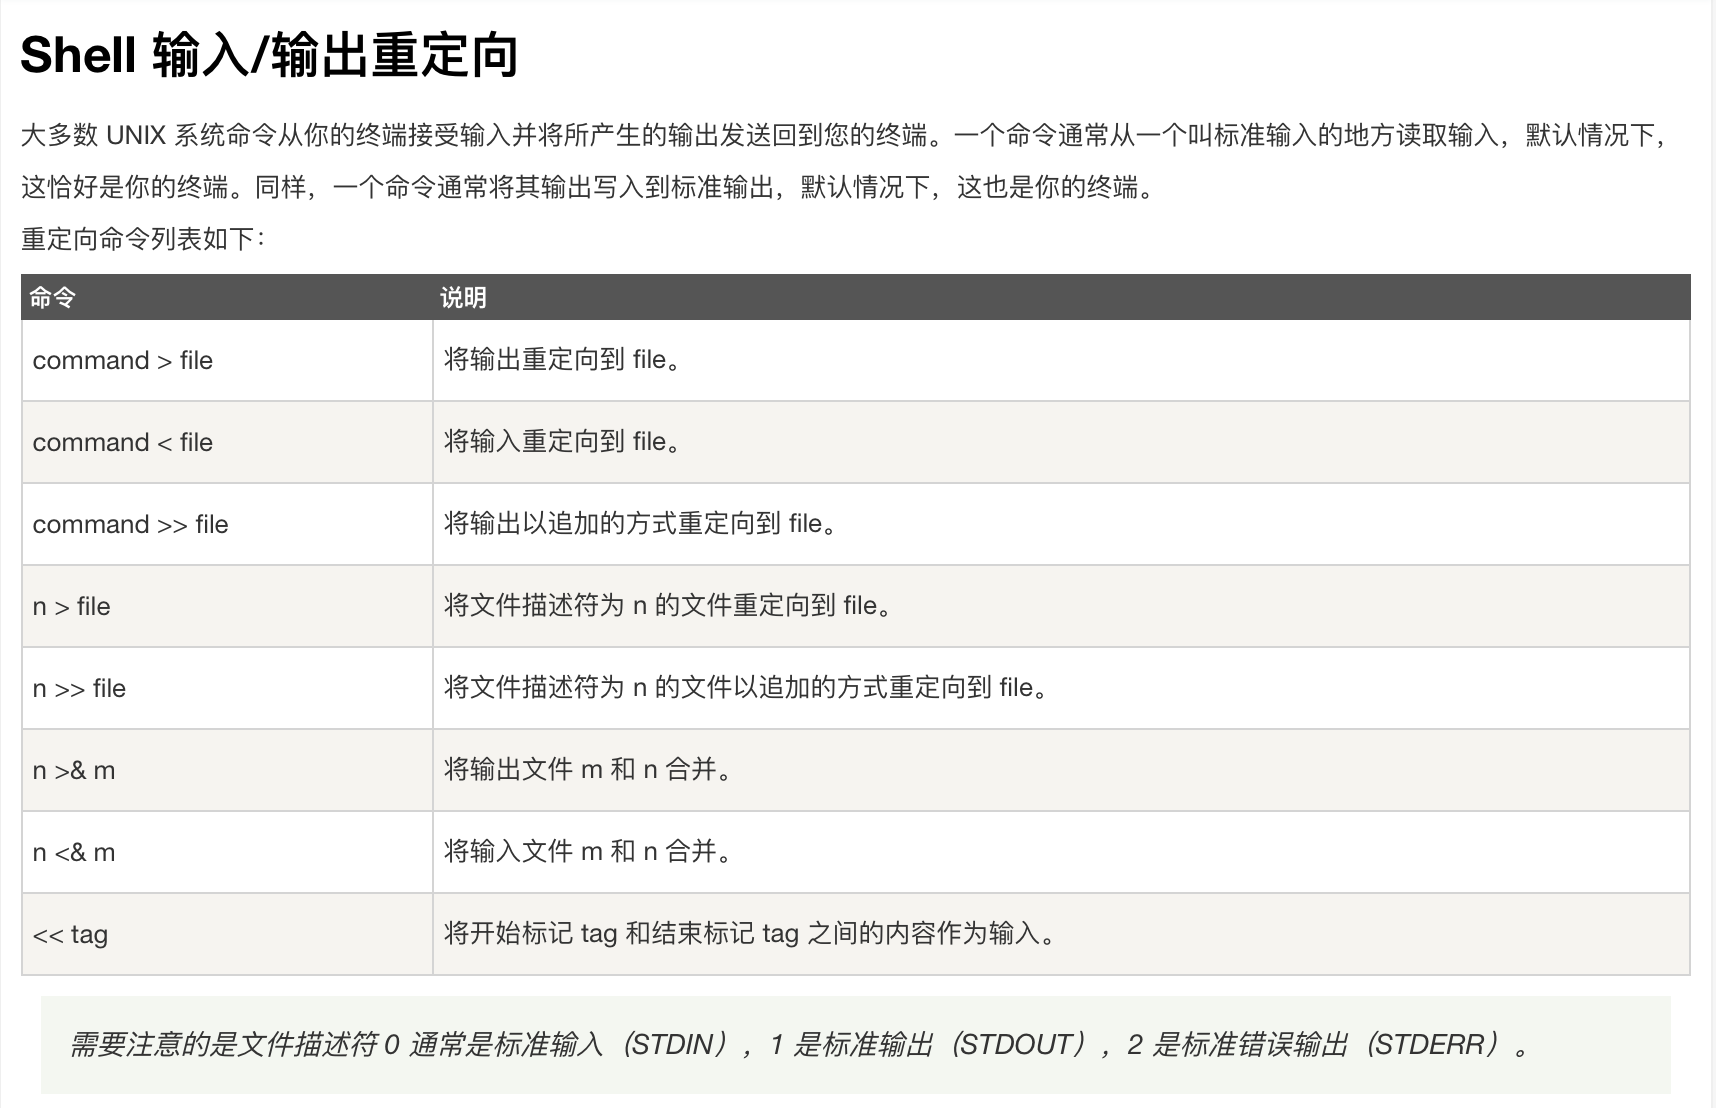 Shell 输入/输出重定向
大多数 UNIX 系统命令从你的终端接受输入并将所产生的输出发送回到您的终端。一个命令通常从一个叫标准输入的地方读取输入，默认情况下，
这恰好是你的终端。同样，一个命令通常将其输出写入到标准输出，默认情况下，这也是你的终端。
重定向命令列表如下：
命令 说明
command > file 将输出重定向到 file。
command < file 将输入重定向到 file。
command >> file 将输出以追加的方式重定向到 file。
n > file 将文件描述符为 n 的文件重定向到 file。
n >> file 将文件描述符为 n 的文件以追加的方式重定向到 file。
n >& m 将输出文件 m 和 n 合并。
n <& m 将输入文件 m 和 n 合并。
<< tag 将开始标记 tag 和结束标记 tag 之间的内容作为输入。
需要注意的是文件描述符 0 通常是标准输入（STDIN），1 是标准输出（STDOUT），2 是标准错误输出（STDERR）。